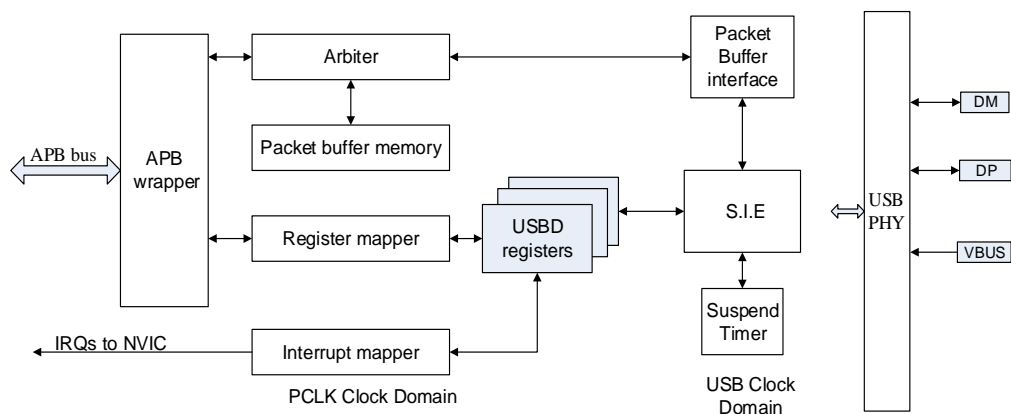 Arbiter
Packet
Buffer
interface
DM
APB bus
APB
wrapper
Packet buffer memory
DP
S.I.E
USB
PHY
Register mapper
USBD
registers
VBUS
Suspend
Timer
IRQs to NVIC
Interrupt mapper
PCLK Clock Domain
USB Clock
Domain